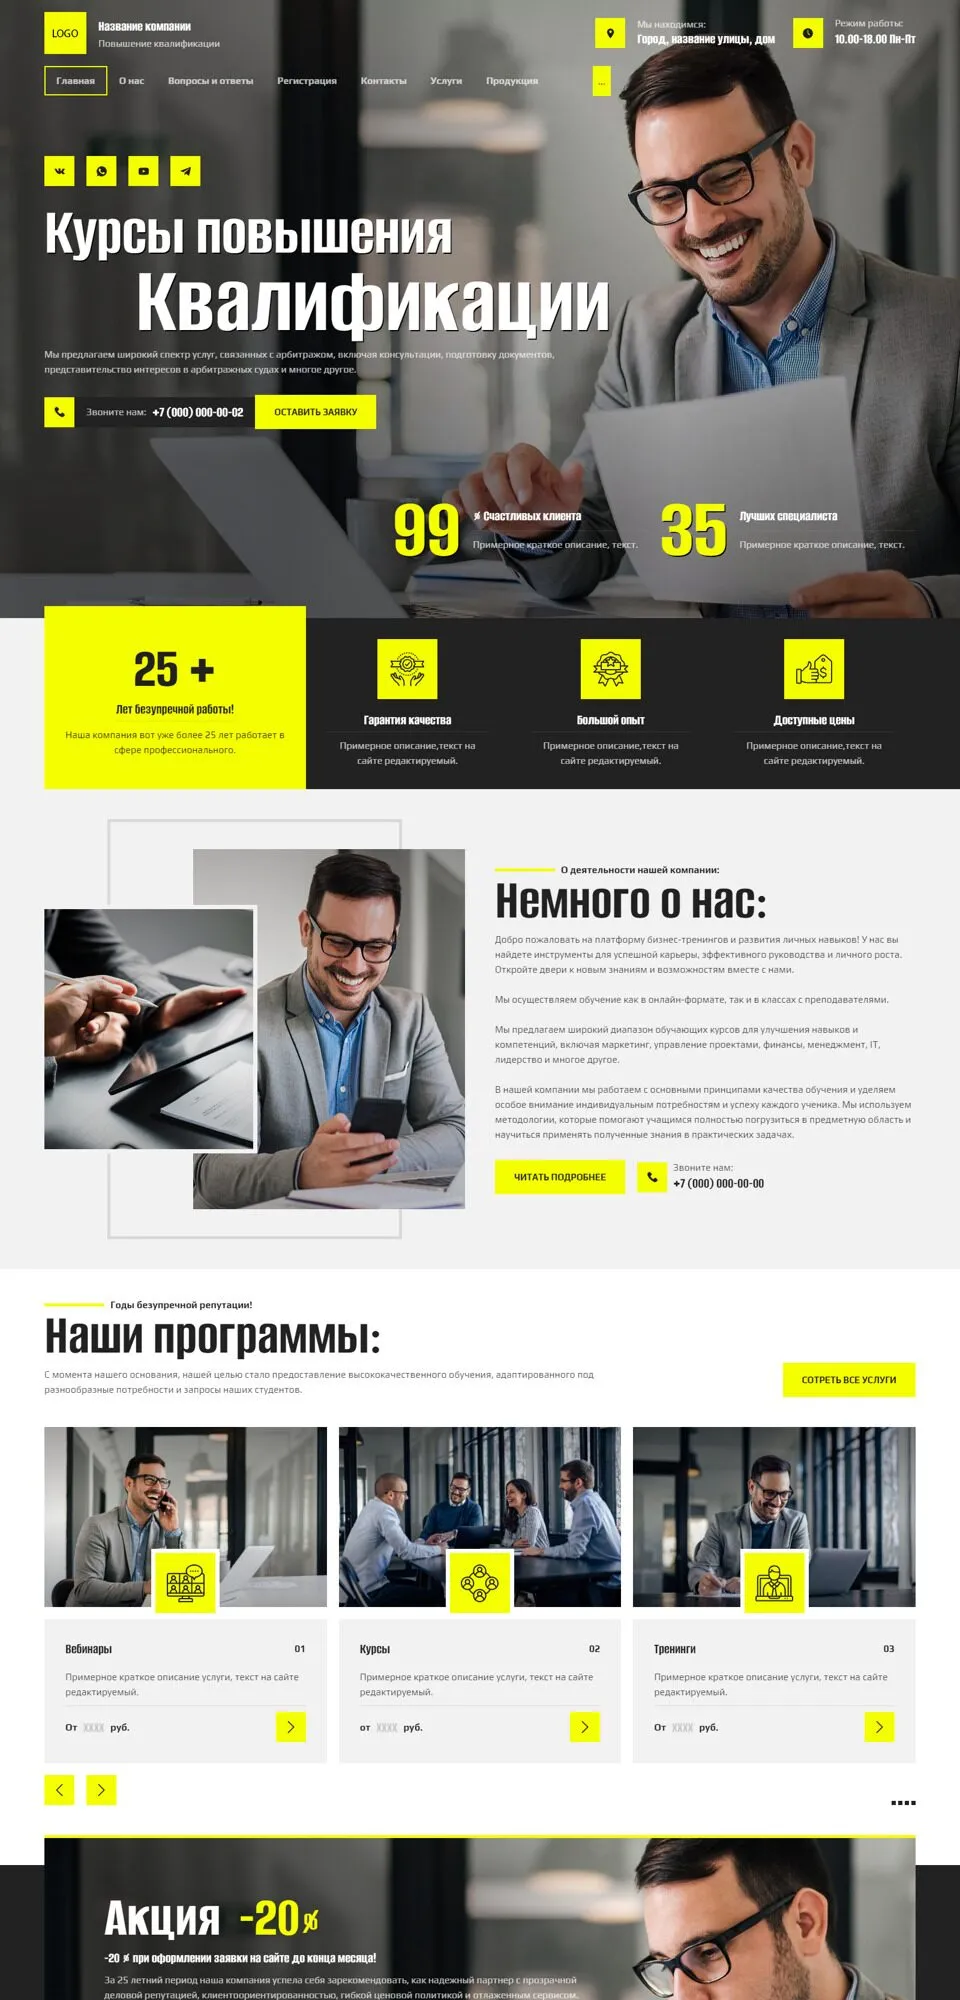 LOGO
Название компании
Повышение квалификации
Мы находимся:
Город, название улицы, дом
Режим работы:
10.00-18.00 Пн-Пт
Главная
О нас
Вопросы и ответы
Регистрация
Контакты
Услуги
Продукция
...
Курсы повышения
Квалификации
Мы предлагаем широкий спектр услуг, связанных с арбитражом, включая консультации, подготовку документов,
представительство интересов в арбитражных судах и многое другое.
Звоните нам: +7 (000) 000-00-02
ОСТАВИТЬ ЗАЯВКУ
99
% Счастливых клиента
Примерное краткое описание, текст.
35
Лучших специалиста
Примерное краткое описание, текст.
25 +
Лет безупречной работы!
Наша компания вот уже более 25 лет работает в
сфере профессионального.
Гарантия качества
Примерное описание,текст на
сайте редактируемый.
Большой опыт
Примерное описание,текст на
сайте редактируемый.
Доступные цены
Примерное описание,текст на
сайте редактируемый.
О деятельности нашей компании:
Немного о нас:
Добро пожаловать на платформу бизнес-тренингов и развития личных навыков! У нас вы
найдете инструменты для успешной карьеры, эффективного руководства и личного роста.
Откройте двери к новым знаниям и возможностям вместе с нами.
Мы осуществляем обучение как в онлайн-формате, так и в классах с преподавателями.
Мы предлагаем широкий диапазон обучающих курсов для улучшения навыков и
компетенций, включая маркетинг, управление проектами, финансы, менеджмент, IT,
лидерство и многое другое.
В нашей компании мы работаем с основными принципами качества обучения и уделяем
особое внимание индивидуальным потребностям и успеху каждого ученика. Мы используем
методологии, которые помогают учащимся полностью погрузиться в предметную область и
научиться применять полученные знания в практических задачах.
ЧИТАТЬ ПОДРОБНЕЕ
Звоните нам:
+7 (000) 000-00-00
Годы безупречной репутации!
Наши программы:
С момента нашего основания, нашей целью стало предоставление высококачественного обучения, адаптированного под
разнообразные потребности и запросы наших студентов.
СОТРЕТЬ ВСЕ УСЛУГИ
Вебинары 01
Примерное краткое описание услуги, текст на сайте
редактируемый.
От XXXX руб.
Курсы 02
Примерное краткое описание услуги, текст на сайте
редактируемый.
от XXXX руб.
Тренинги 03
Примерное краткое описание услуги, текст на сайте
редактируемый.
От XXXX руб.
Акция -20%
-20 % при оформлении заявки на сайте до конца месяца!
За 25 летний период наша компания успела себя зарекомендовать, как надежный партнер с прозрачной
деловой репутацией, клиентоориентированностью, гибкой ценовой политикой и отлаженным сервисом.